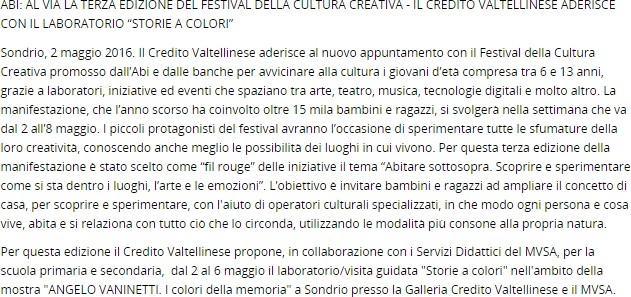 ABI: AL VIA LA TERZA EDIZIONE DEL FESTIVAL DELLA CULTURA CREATIVA - IL CREDITO VALTELLINESE ADERISCE
CON IL LABORATORIO “STORIE A COLORI”
Sondrio, 2 maggio 2016. Il Credito Valtellinese aderisce al nuovo appuntamento con il Festival della Cultura
Creativa promosso dall’Abi e dalle banche per avvicinare alla cultura i giovani d’età compresa tra 6 e 13 anni,
grazie a laboratori, iniziative ed eventi che spaziano tra arte, teatro, musica, tecnologie digitali e molto altro. La
manifestazione, che l’anno scorso ha coinvolto oltre 15 mila bambini e ragazzi, si svolgerà nella settimana che va
dal 2 all’8 maggio. I piccoli protagonisti del festival avranno l’occasione di sperimentare tutte le sfumature della
loro creatività, conoscendo anche meglio le possibilità dei luoghi in cui vivono. Per questa terza edizione della
manifestazione è stato scelto come “fil rouge” delle iniziative il tema “Abitare sottosopra. Scoprire e sperimentare
come si sta dentro i luoghi, l’arte e le emozioni”. L'obiettivo è invitare bambini e ragazzi ad ampliare il concetto di
casa, per scoprire e sperimentare, con l'aiuto di operatori culturali specializzati, in che modo ogni persona e cosa
vive, abita e si relaziona con tutto ciò che lo circonda, utilizzando le modalità più consone alla propria natura.
Per questa edizione il Credito Valtellinese propone, in collaborazione con i Servizi Didattici del MVSA, per la
scuola primaria e secondaria, dal 2 al 6 maggio il laboratorio/visita guidata "Storie a colori" nell'ambito della
mostra "ANGELO VANINETTI. I colori della memoria" a Sondrio presso la Galleria Credito Valtellinese e il MVSA.